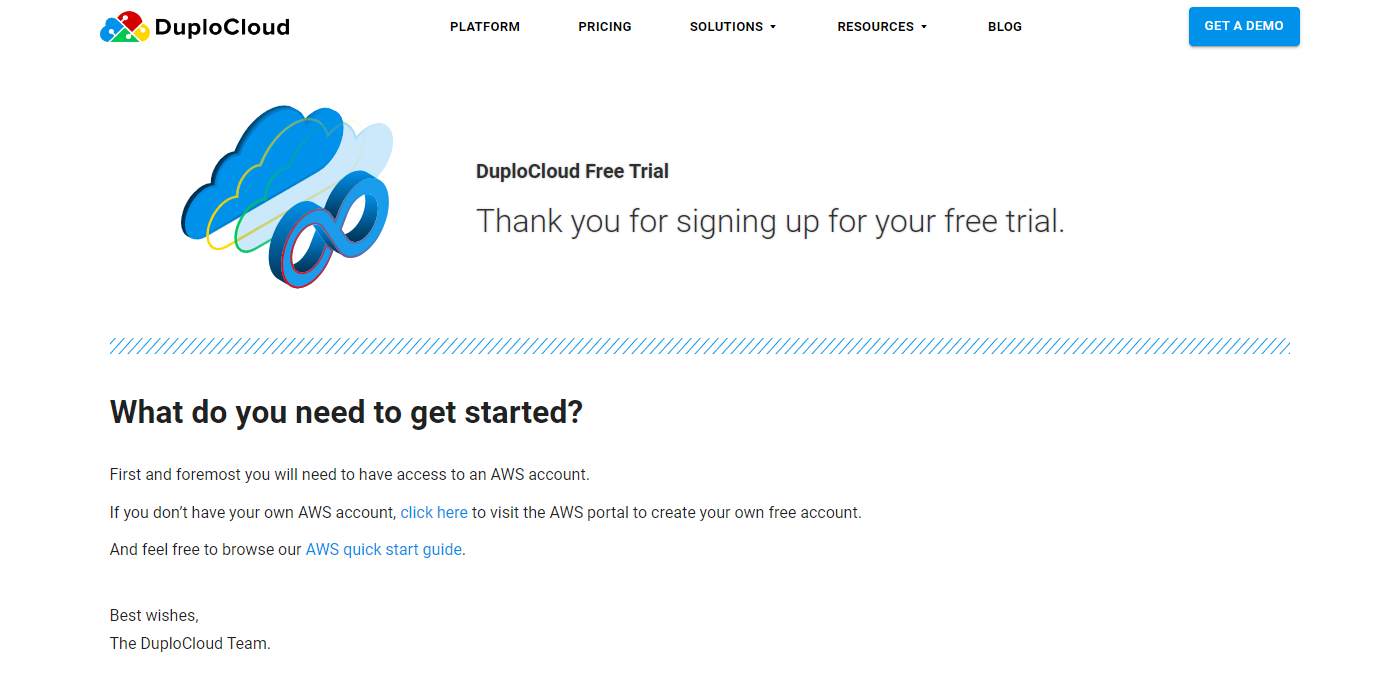 DuploCloud
PLATFORM
PRICING
SOLUTIONS
RESOURCES
BLOG
GET A DEMO
DuploCloud Free Trial
Thank you for signing up for your free trial.
What do you need to get started?
First and foremost you will need to have access to an AWS account.
If you don’t have your own AWS account, click here to visit the AWS portal to create your own free account.
And feel free to browse our AWS quick start guide.
Best wishes,
The DuploCloud Team.